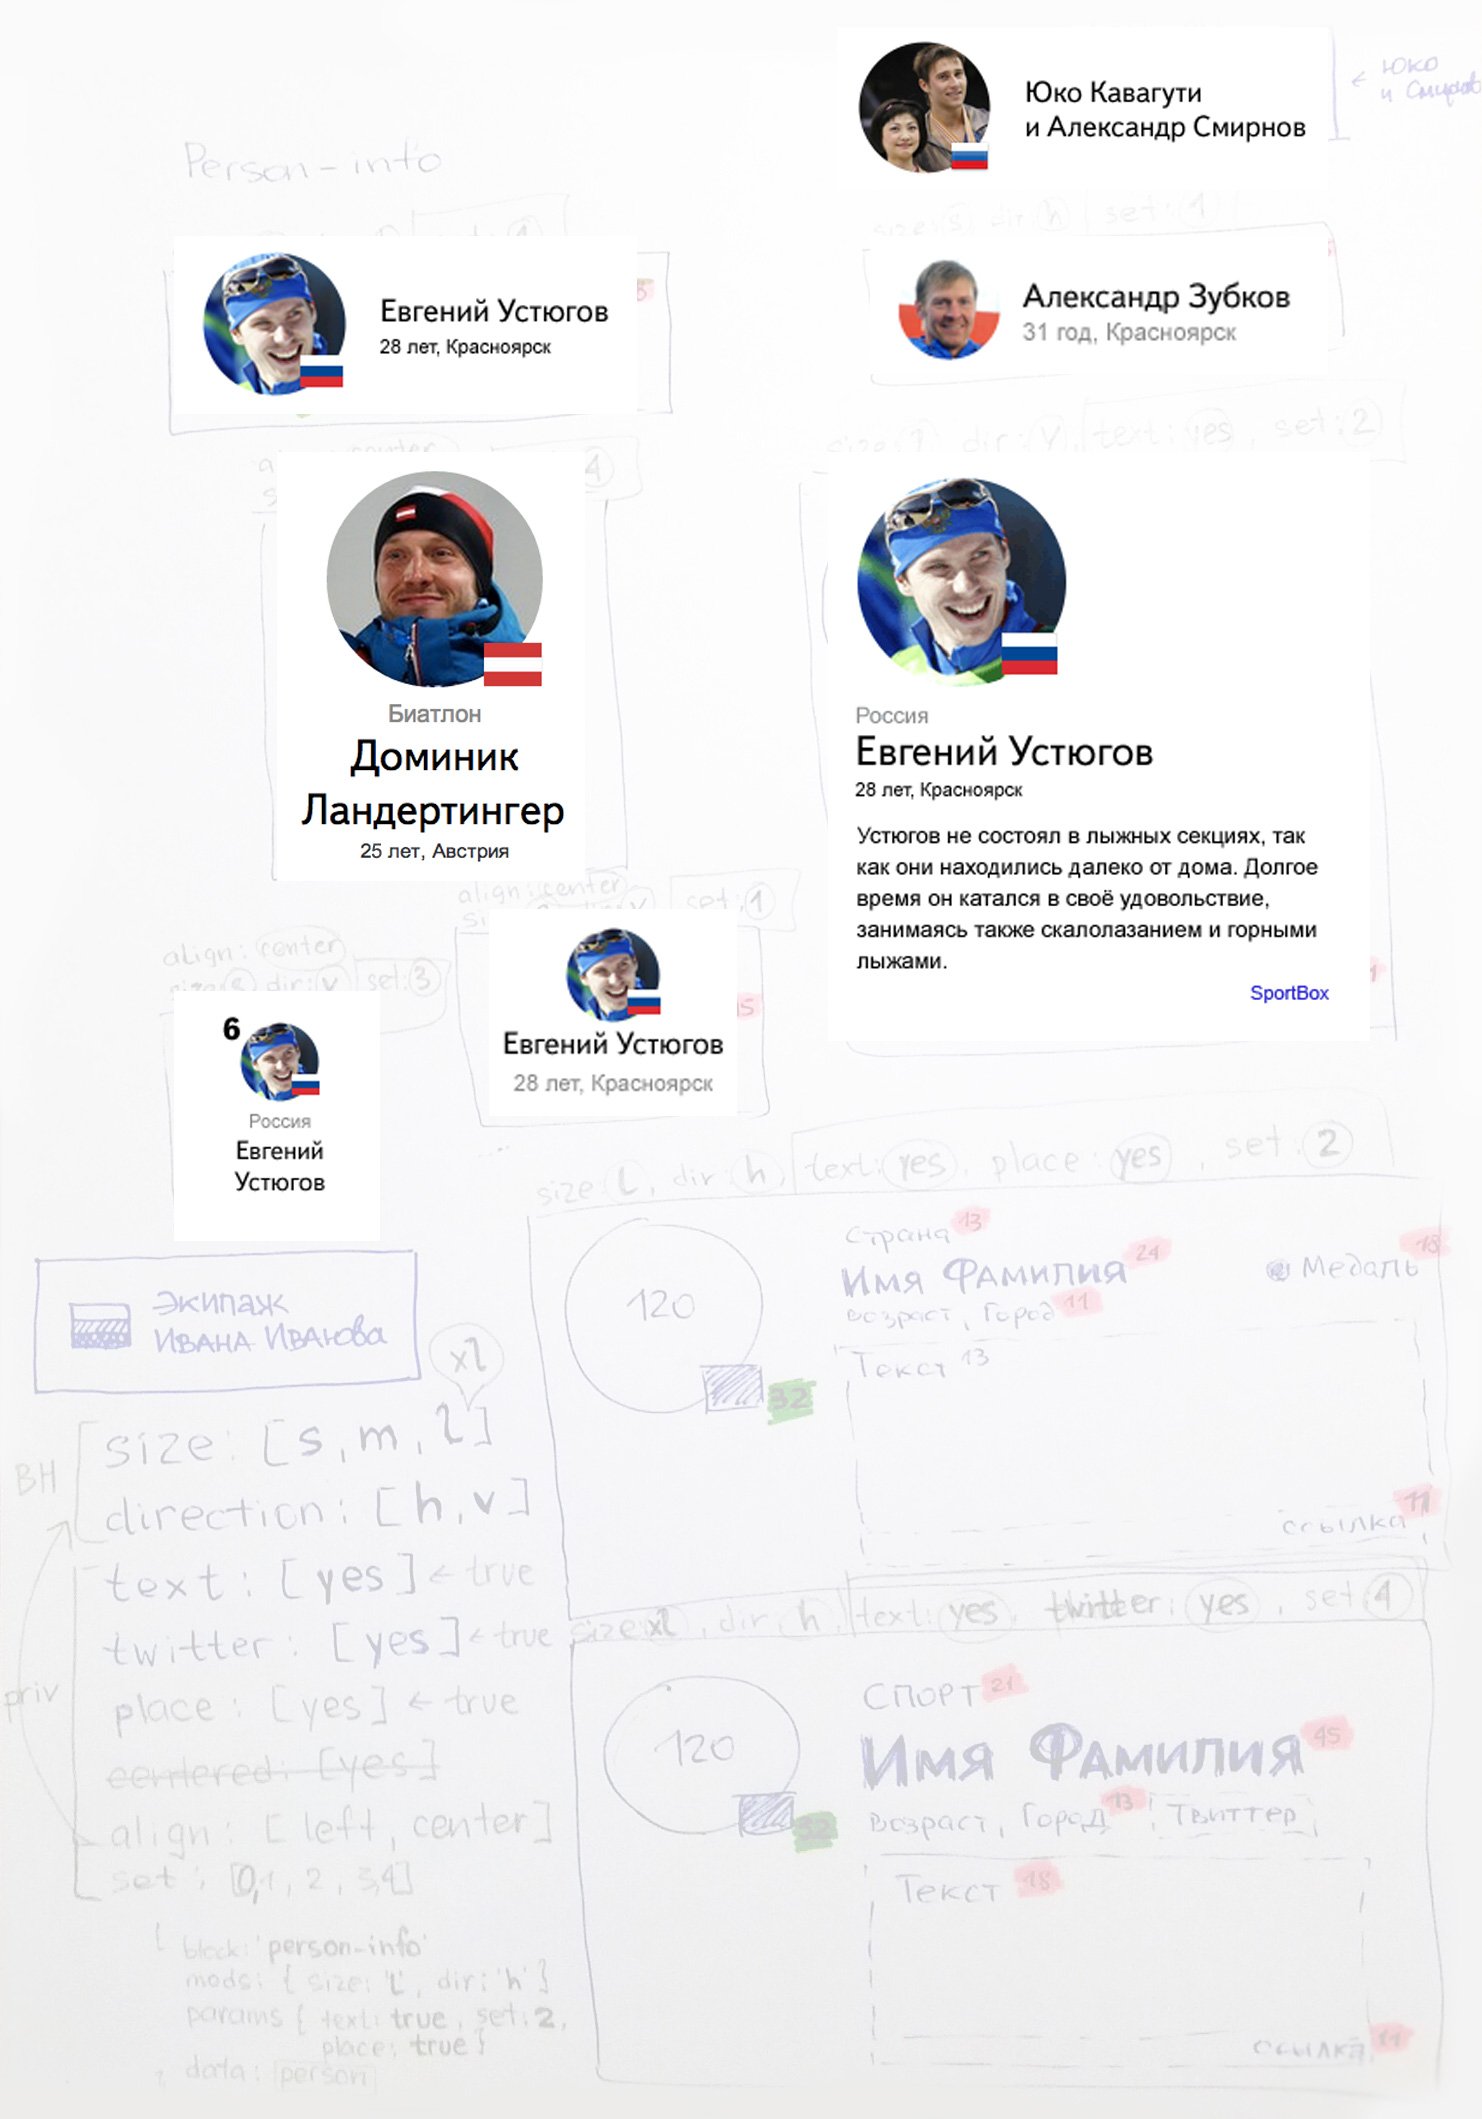 Юко Кавагути
и Александр Смирнов
← Юко
и Смирнов
Person-info
size: s, dir: h set: 1
Евгений Устюгов
28 лет, Красноярск
Александр Зубков
31 год, Красноярск
center
4
dir: v, text: yes, set: 2
Биатлон
Доминик
Ландертингер
25 лет, Австрия
Россия
Евгений Устюгов
28 лет, Красноярск
Устюгов не состоял в лыжных секциях, так
как они находились далеко от дома. Долгое
время он катался в своё удовольствие,
занимаясь также скалолазанием и горными
лыжами.
SportBox
align: center
set: 1
15
Евгений Устюгов
28 лет, Красноярск
align: center
size: s dir: v set: 3
6
Россия
Евгений
Устюгов
size: l, dir: h, text: yes, place: yes, set: 2
120
32
Страна 13
Имя Фамилия 24
Медаль 18
возраст, Город 11
Текст 13
ссылка 11
Экипаж
Ивана Иванова
xl
BH
size: [s, m, l]
direction: [h, v]
text: [yes] ← true
twitter: [yes] ← true
priv
place: [yes] ← true
centered: [yes]
align: [left, center]
set: [0,1, 2, 3,4]
size: xl, dir: h, text: yes, twitter: yes, set: 4
120
32
Спорт 21
Имя Фамилия 45
возраст, Город 13 Твиттер
Текст 18
ссылка 11
{ block: 'person-info'
mods: { size: 'l', dir: 'h' }
params { text: true, set: 2,
place: true }
data: person